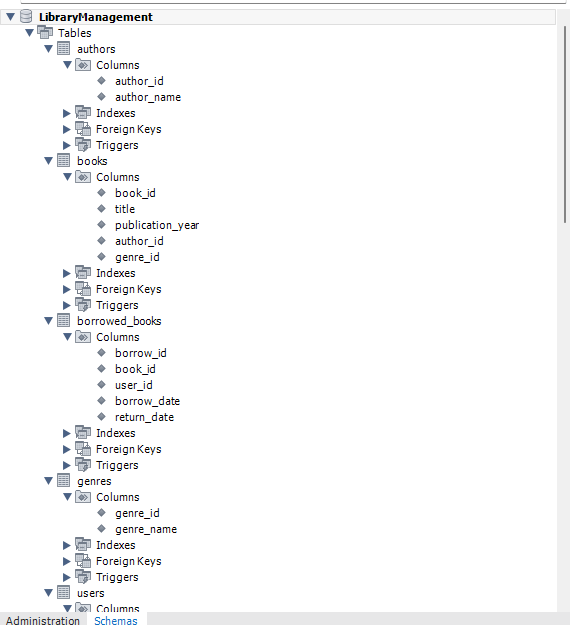 LibraryManagement
Tables
authors
Columns
author_id
author_name
Indexes
Foreign Keys
Triggers
books
Columns
book_id
title
publication_year
author_id
genre_id
Indexes
Foreign Keys
Triggers
borrowed_books
Columns
borrow_id
book_id
user_id
borrow_date
return_date
Indexes
Foreign Keys
Triggers
genres
Columns
genre_id
genre_name
Indexes
Foreign Keys
Triggers
users
Columns
Administration Schemas